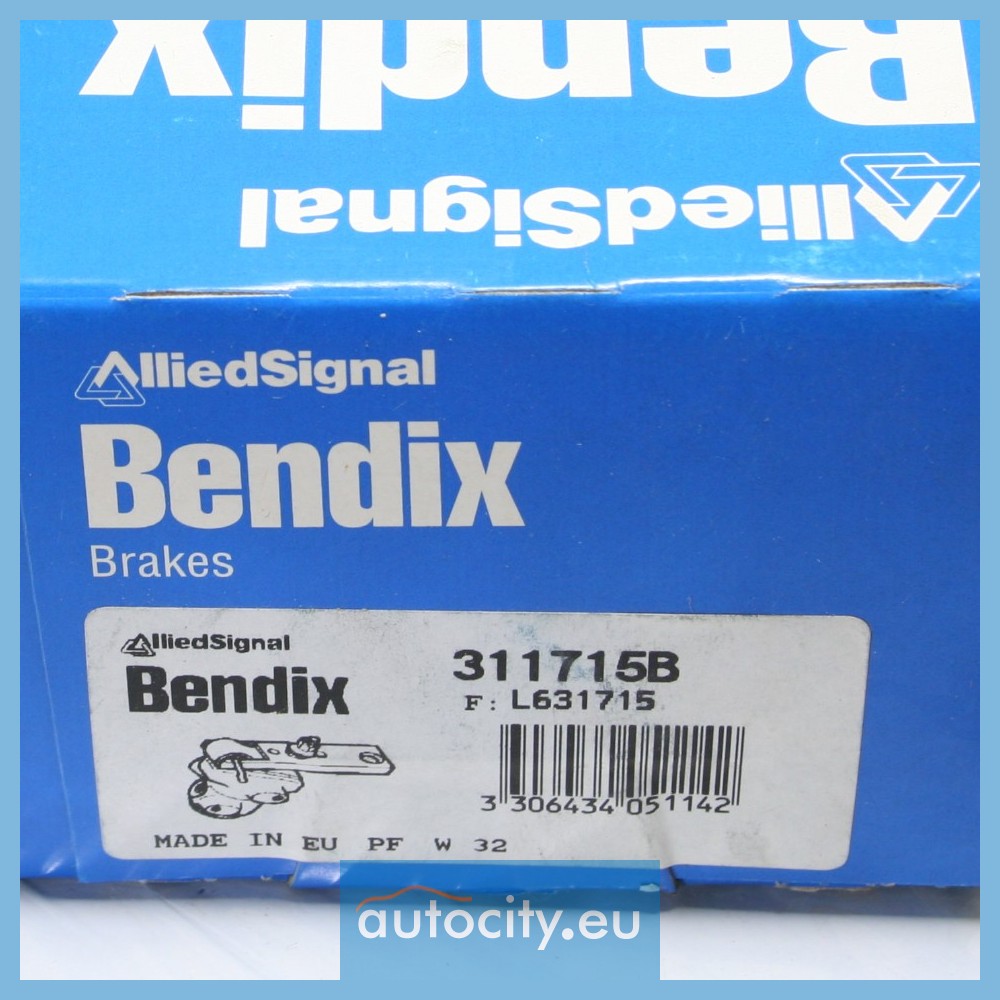 Bendix
AlliedSignal
AlliedSignal
Bendix
Brakes
AlliedSignal
Bendix
311715B
F: L631715
3 306434 051142
MADE IN EU PF W 32
autocity.eu